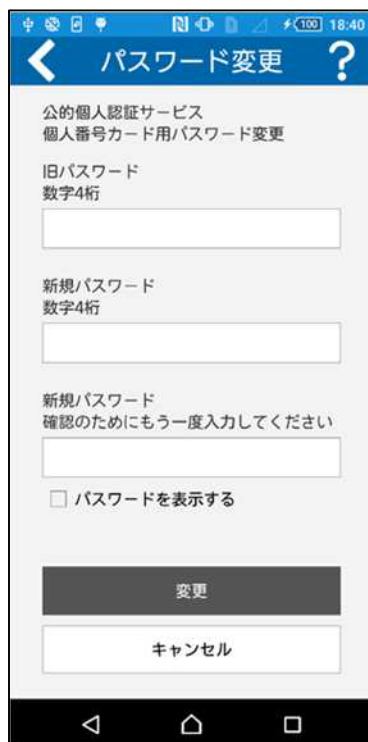 100 18:40
パスワード変更 ?
公的個人認証サービス
個人番号カード用パスワード変更
旧パスワード
数字4桁
新規パスワード
数字4桁
新規パスワード
確認のためにもう一度入力してください
パスワードを表示する
変更
キャンセル